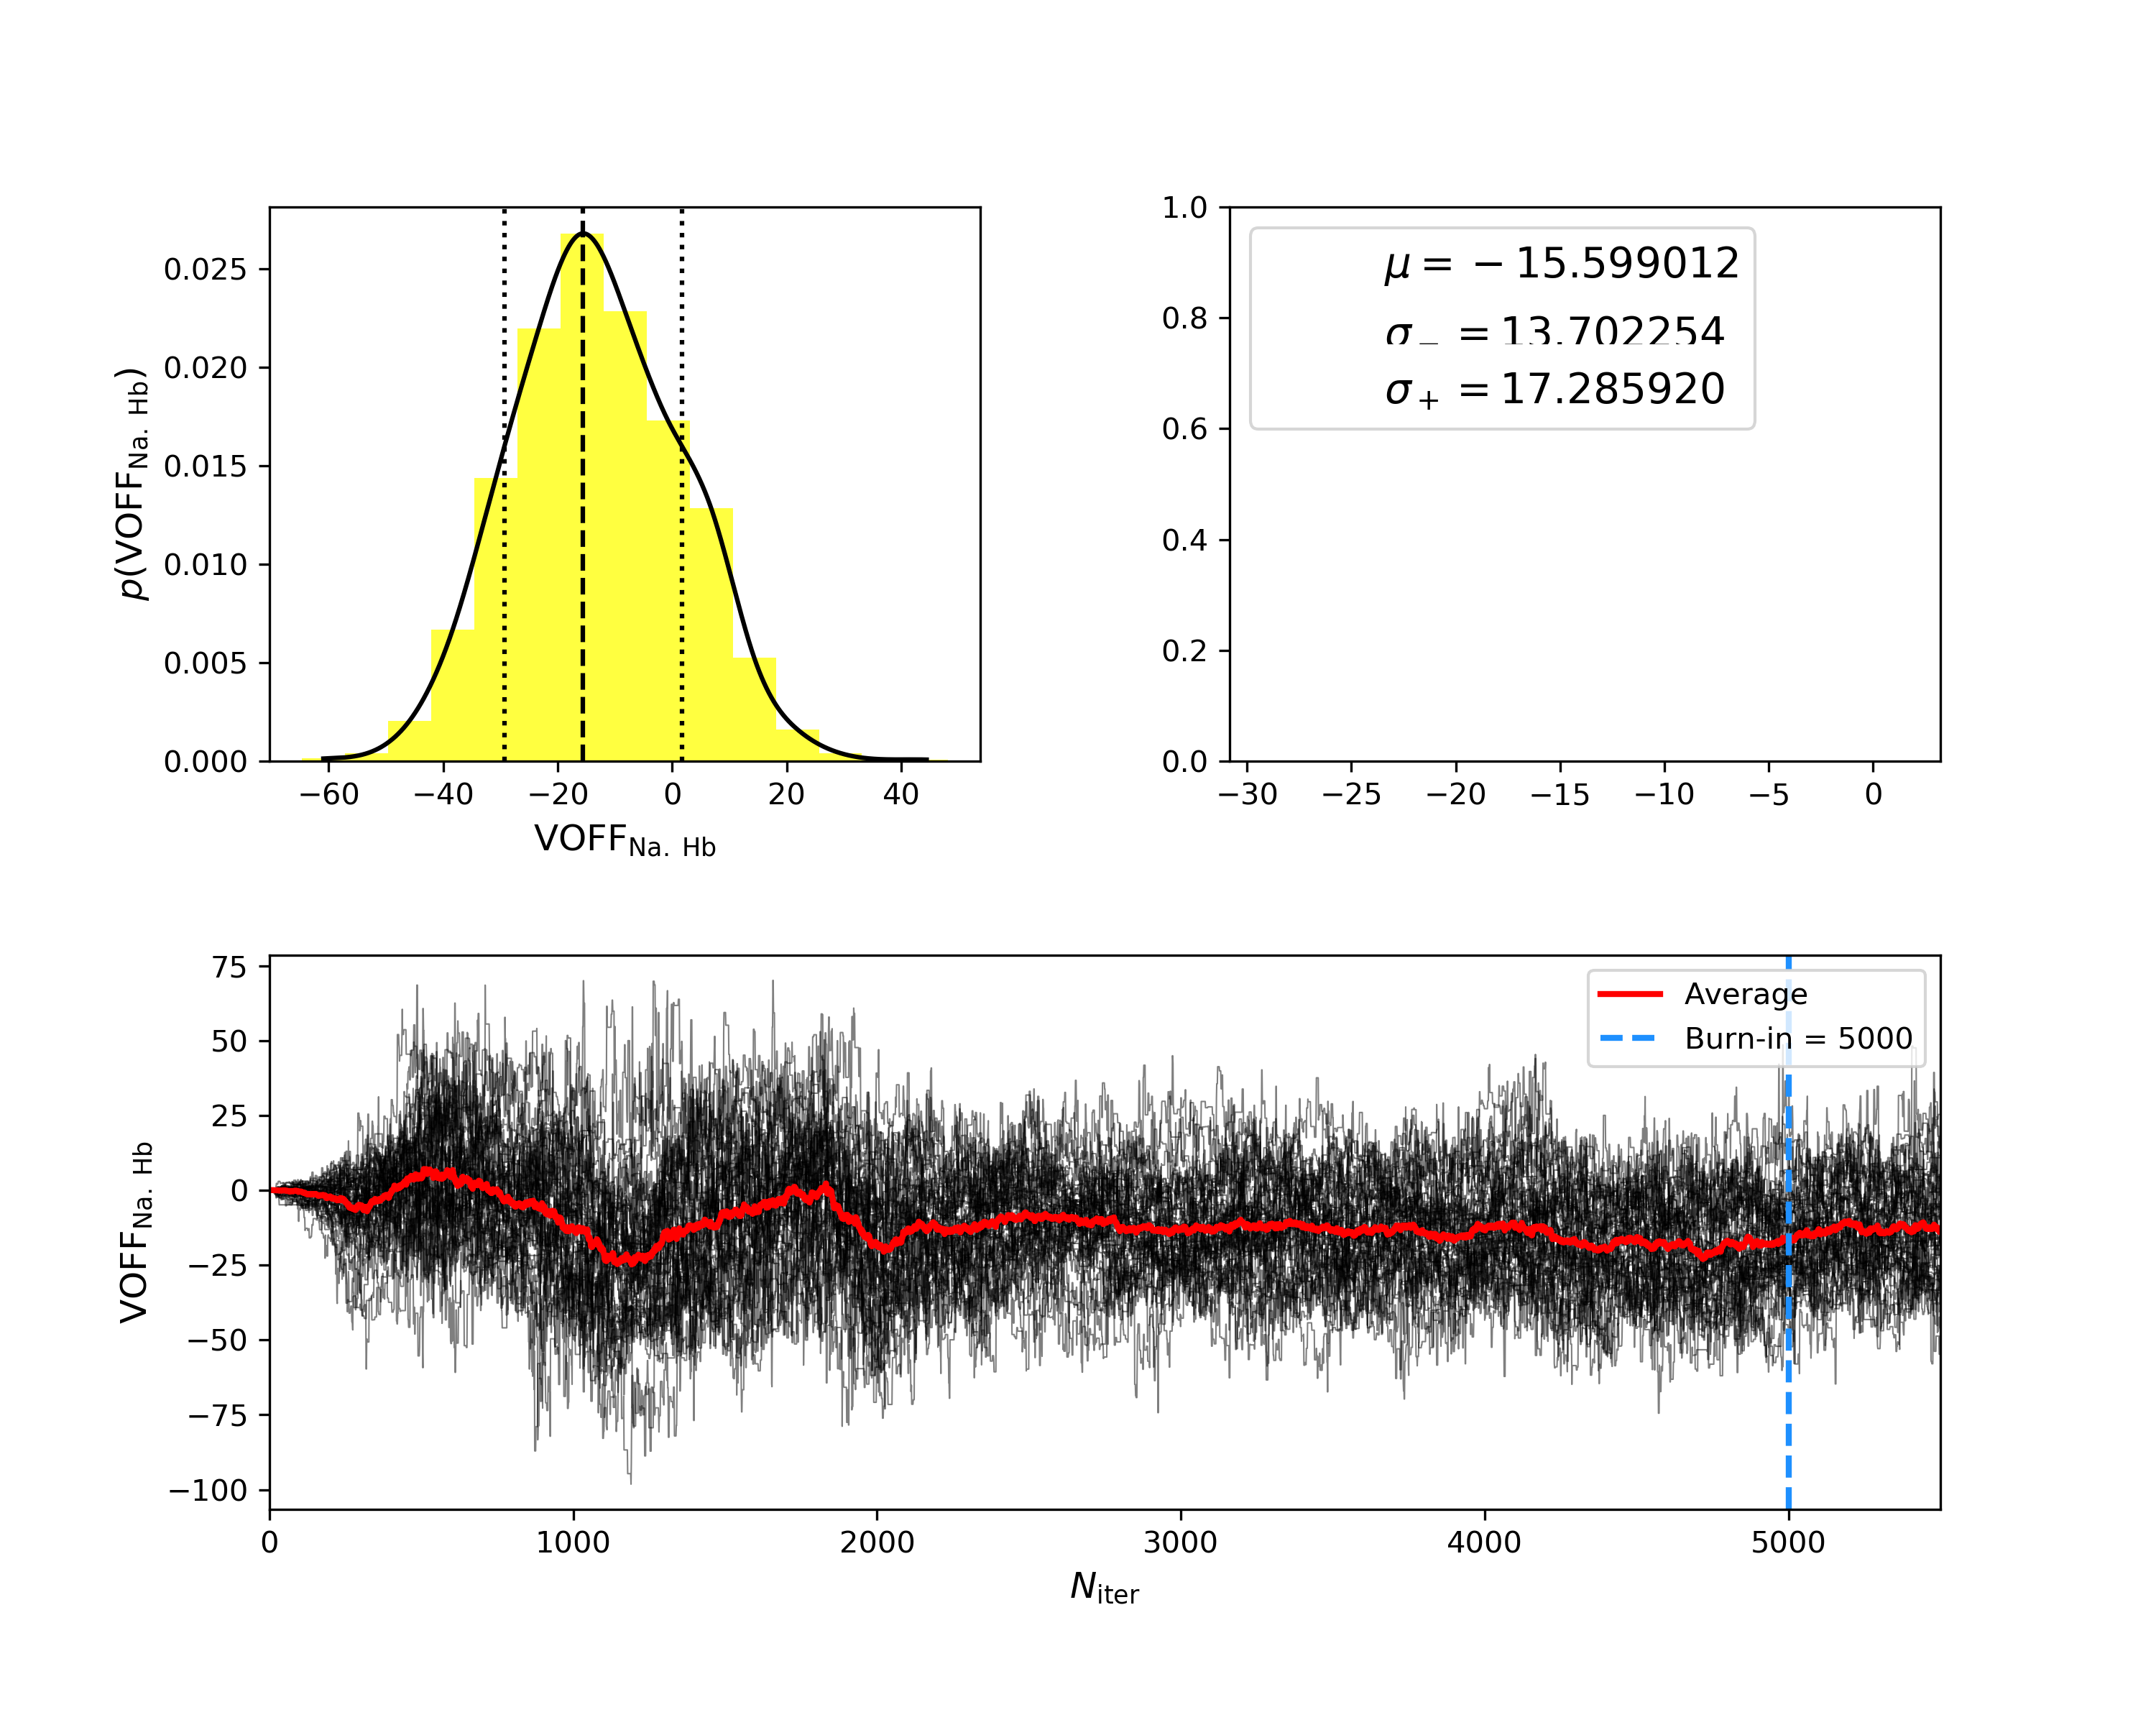 p(VOFF_Na. Hb)
0.025
0.020
0.015
0.010
0.005
0.000
−60 −40 −20 0 20 40
VOFF_Na. Hb
1.0
0.8
0.6
0.4
0.2
0.0
μ = −15.599012
σ_− = 13.702254
σ_+ = 17.285920
−30 −25 −20 −15 −10 −5 0
VOFF_Na. Hb
75
50
25
0
−25
−50
−75
−100
Average
Burn-in = 5000
0 1000 2000 3000 4000 5000
N_iter